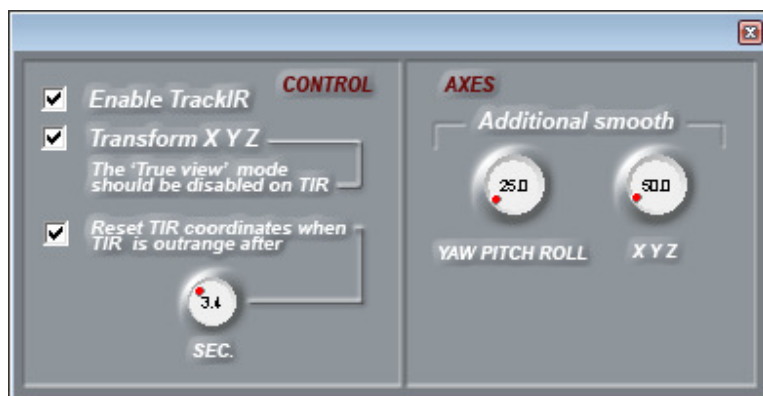 CONTROL
Enable TrackIR
Transform X Y Z
The 'True view' mode
should be disabled on TIR
Reset TIR coordinates when
TIR is outrange after
3.4
SEC.
AXES
Additional smooth
25.0
50.0
YAW PITCH ROLL
X Y Z